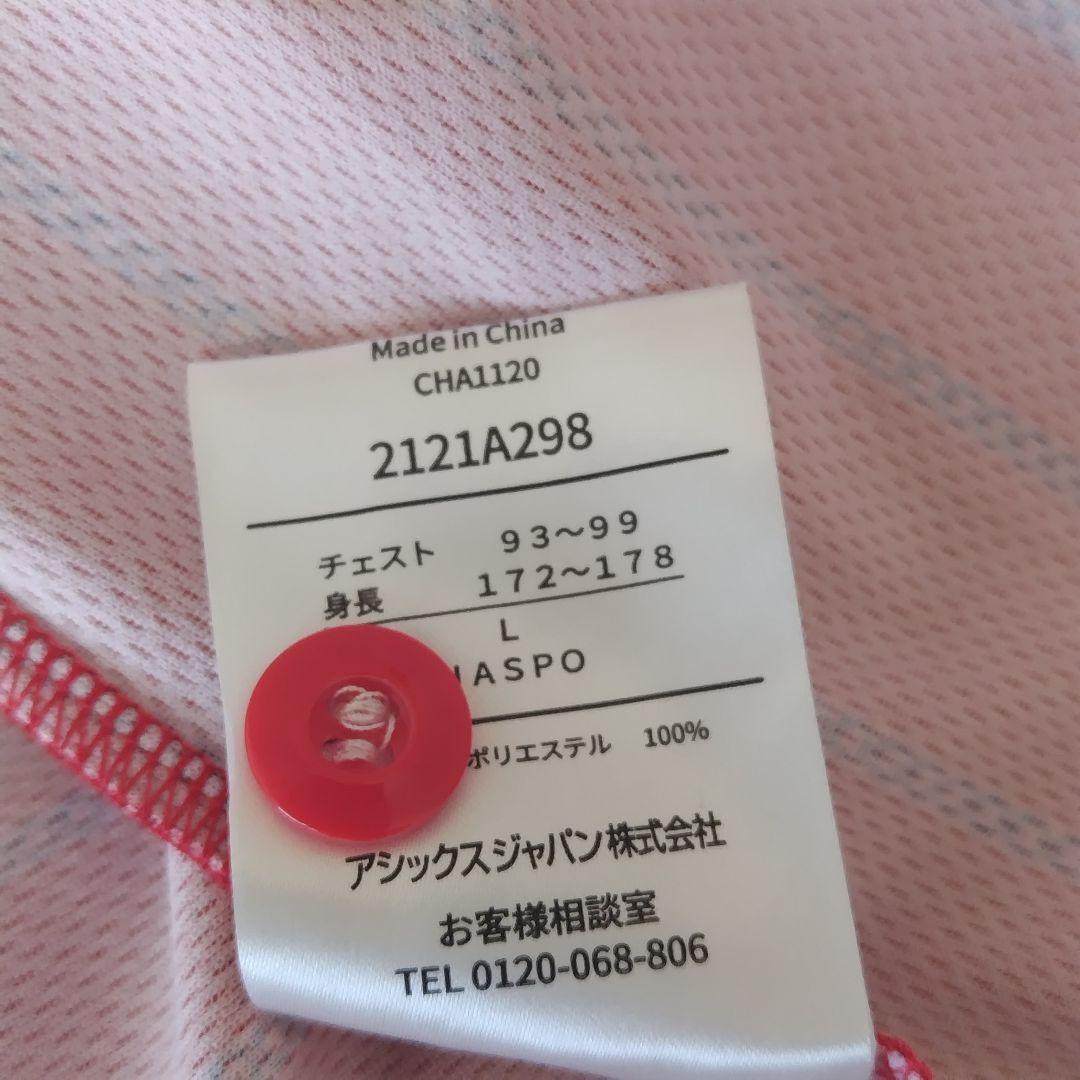 Made in China
CHA1120
2121A298
チェスト 93～99
身長 172～178
L
ASPO
ポリエステル 100%
アシックスジャパン株式会社
お客様相談室
TEL 0120-068-806